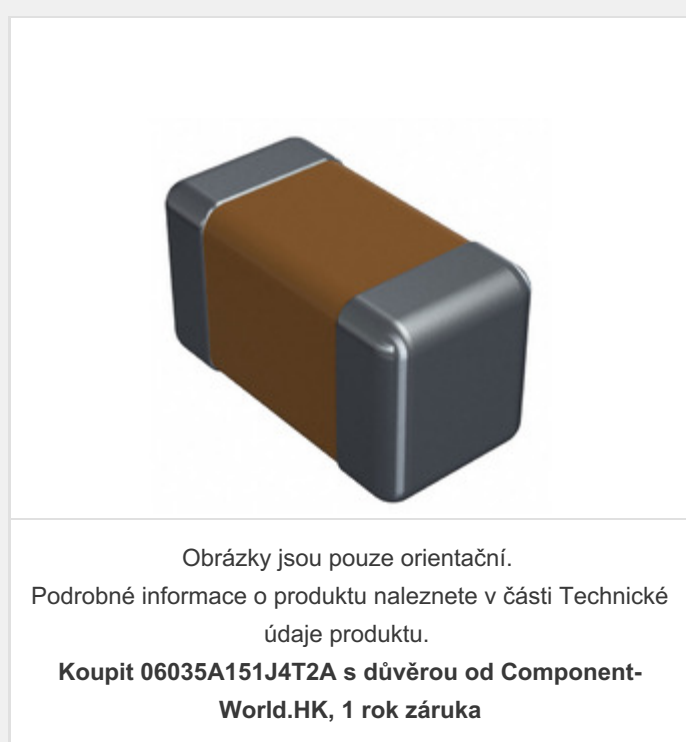 Obrázky jsou pouze orientační.
Podrobné informace o produktu naleznete v části Technické
údaje produktu.
Koupit 06035A151J4T2A s důvěrou od Component-
World.HK, 1 rok záruka